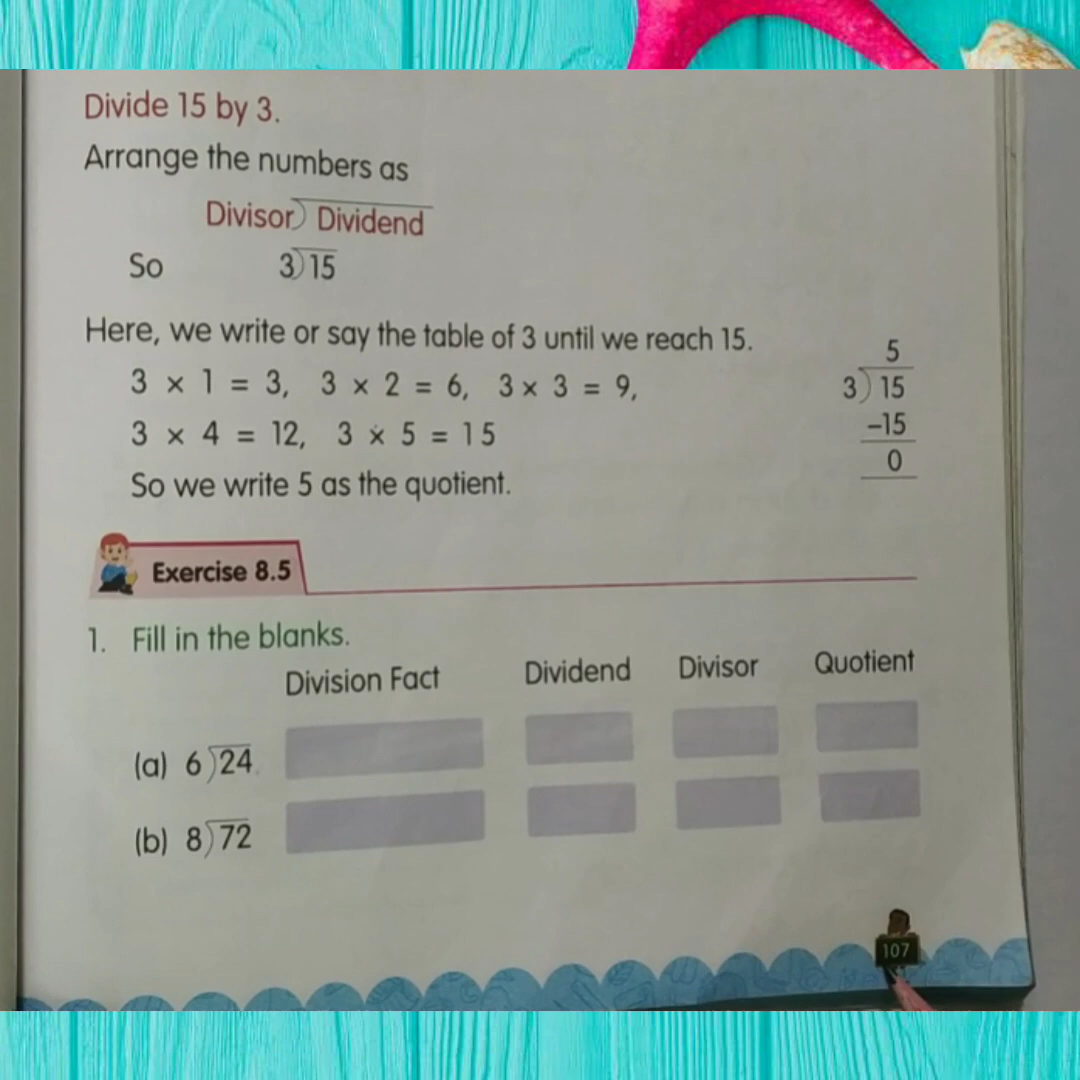 Divide 15 by 3.
Arrange the numbers as
Divisor) Dividend
So 3)15
Here, we write or say the table of 3 until we reach 15.
3 × 1 = 3, 3 × 2 = 6, 3 × 3 = 9,
3 × 4 = 12, 3 × 5 = 15
So we write 5 as the quotient.
5
3)15
–15
0
Exercise 8.5
1. Fill in the blanks.
Division Fact Dividend Divisor Quotient
(a) 6)24
(b) 8)72
107